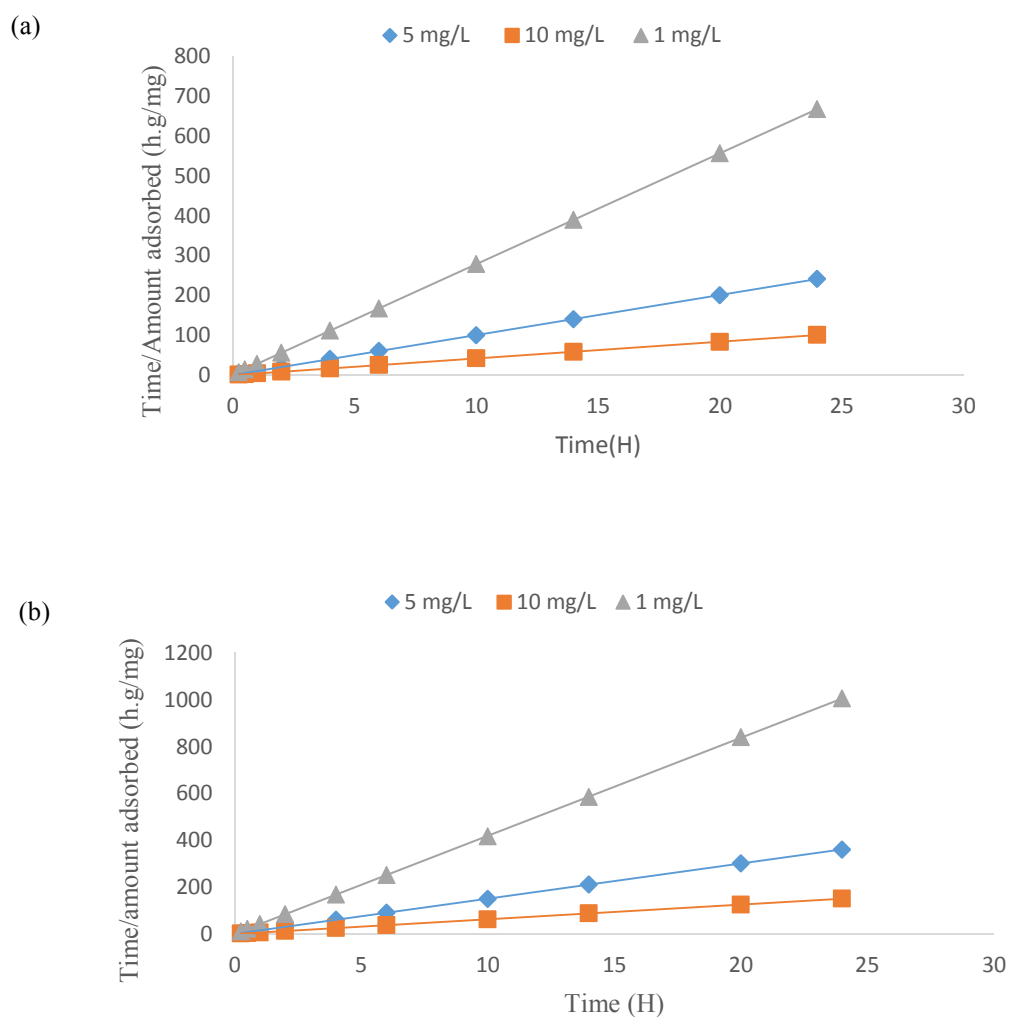 (a)
5 mg/L 10 mg/L 1 mg/L
Time/Amount adsorbed (h.g/mg)
800
700
600
500
400
300
200
100
0
0 5 10 15 20 25 30
Time(H)
(b)
5 mg/L 10 mg/L 1 mg/L
Time/amount adsorbed (h.g/mg)
1200
1000
800
600
400
200
0
0 5 10 15 20 25 30
Time (H)